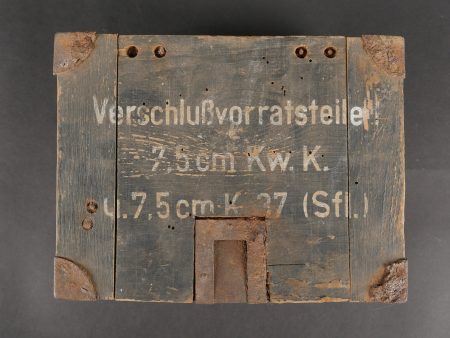 Verschlußvorratsteile
7,5 cm Kw. K.
u. 7,5 cm K 37 (Sfl.)